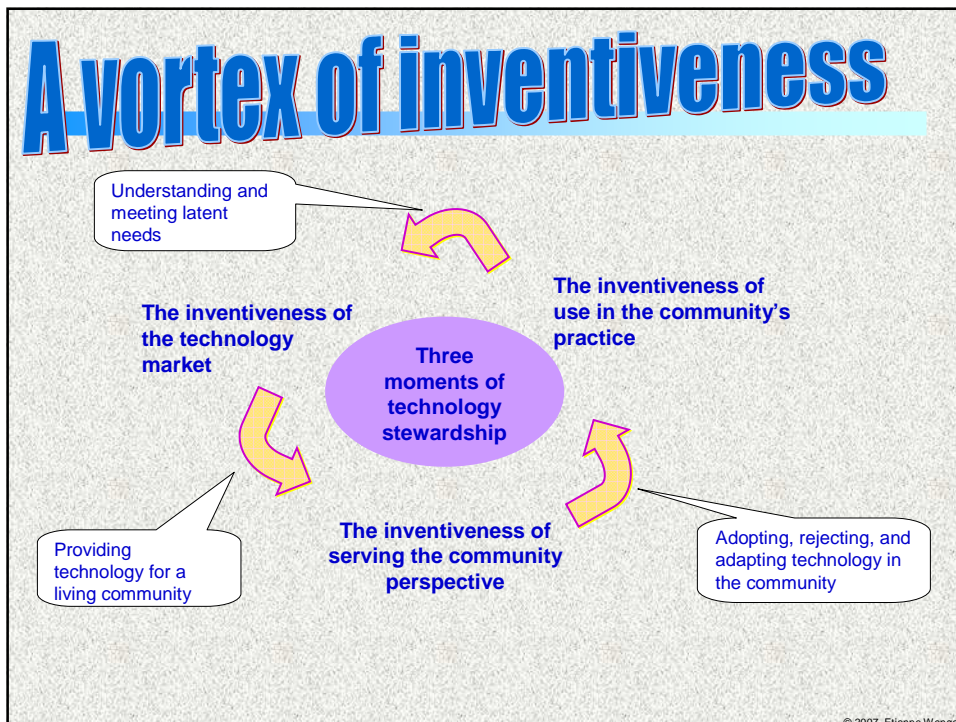 A vortex of inventiveness
Understanding and
meeting latent
needs
The inventiveness of
the technology
market
The inventiveness of
use in the community's
practice
Three
moments of
technology
stewardship
Providing
technology for a
living community
The inventiveness of
serving the community
perspective
Adopting, rejecting, and
adapting technology in
the community
© 2007 Etienne